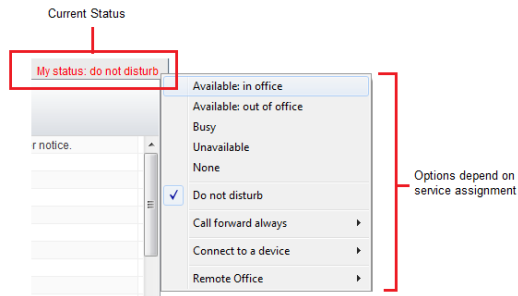 Current Status
My status: do not disturb
Available: in office
Available: out of office
Busy
r notice.
Unavailable
None
Do not disturb
Call forward always
Connect to a device
Remote Office
Options depend on
service assignment